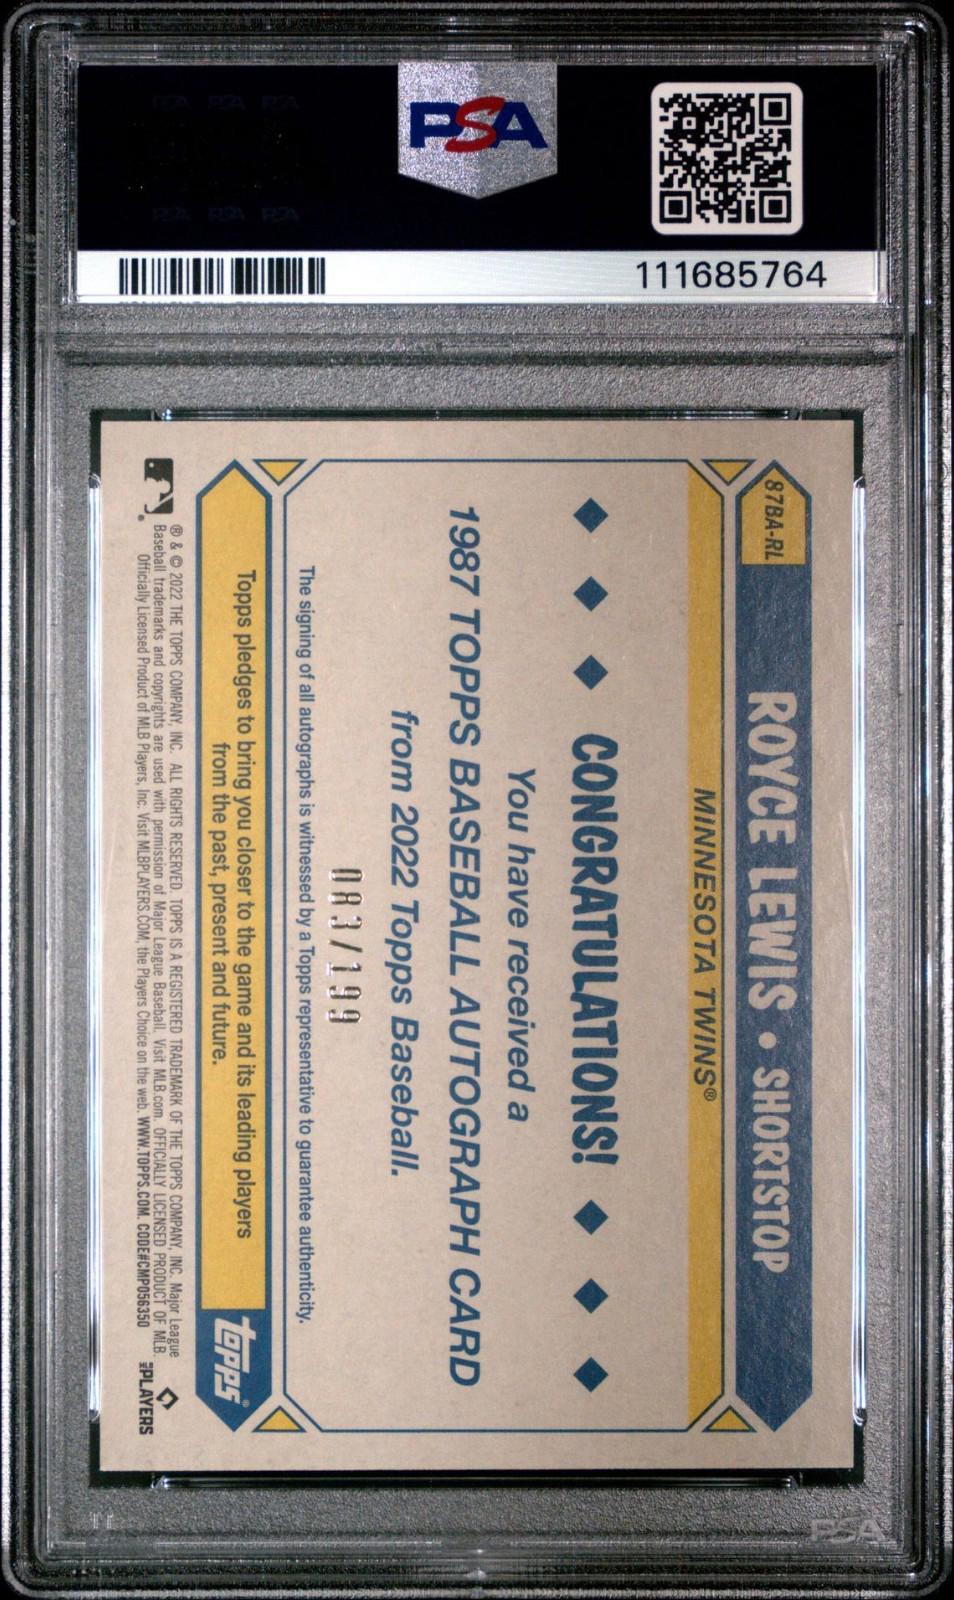 PSA
PSA PSA PSA
PSA PSA PSA
111685764
87BA-RL
ROYCE LEWIS • SHORTSTOP
MINNESOTA TWINS®
CONGRATULATIONS!
You have received a
1987 TOPPS BASEBALL AUTOGRAPH CARD
from 2022 Topps Baseball.
083/199
The signing of all autographs is witnessed by a Topps representative to guarantee authenticity.
Topps pledges to bring you closer to the game and its leading players
from the past, present and future.
topps®
® & © 2022 THE TOPPS COMPANY, INC. ALL RIGHTS RESERVED. TOPPS IS A REGISTERED TRADEMARK OF THE TOPPS COMPANY, INC. Major League
Baseball trademarks and copyrights are used with permission of Major League Baseball. Visit MLB.com. OFFICIALLY LICENSED PRODUCT OF MLB
Officially Licensed Product of MLB Players, Inc. Visit MLBPLAYERS.COM, the Players Choice on the web. WWW.TOPPS.COM. CODE#CMP056350
PLAYERS
PSA